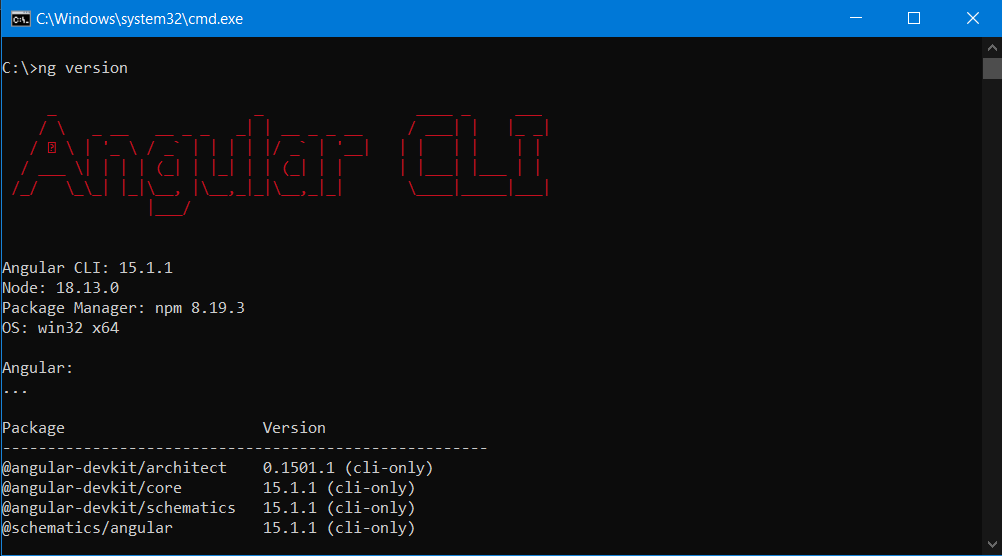 C:\Windows\system32\cmd.exe
C:\>ng version
Angular CLI
Angular CLI: 15.1.1
Node: 18.13.0
Package Manager: npm 8.19.3
OS: win32 x64
Angular:
...
Package Version
------------------------------------------------------
@angular-devkit/architect 0.1501.1 (cli-only)
@angular-devkit/core 15.1.1 (cli-only)
@angular-devkit/schematics 15.1.1 (cli-only)
@schematics/angular 15.1.1 (cli-only)